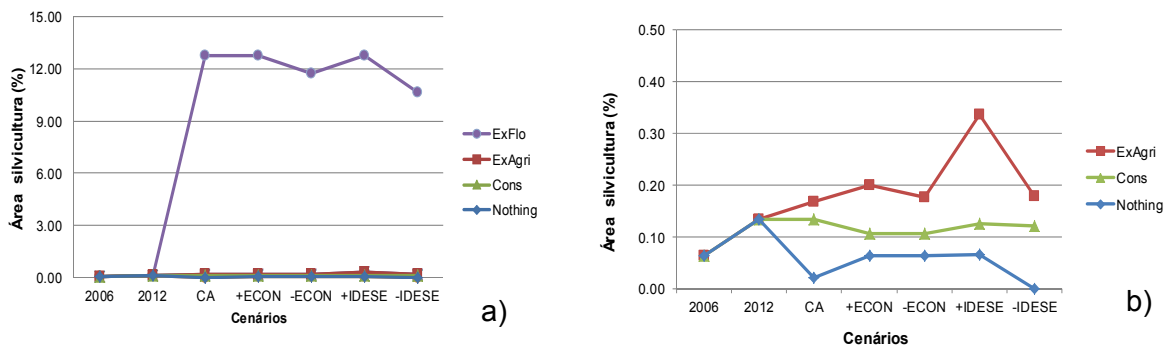 15.00
12.00
9.00
6.00
3.00
0.00
Área silvicultura (%)
2006 2012 CA +ECON -ECON +IDESE -IDESE
Cenários
ExFlo
ExAgri
Cons
Nothing
a)
0.50
0.40
0.30
0.20
0.10
0.00
Área silvicultura (%)
2006 2012 CA +ECON -ECON +IDESE -IDESE
Cenários
ExAgri
Cons
Nothing
b)